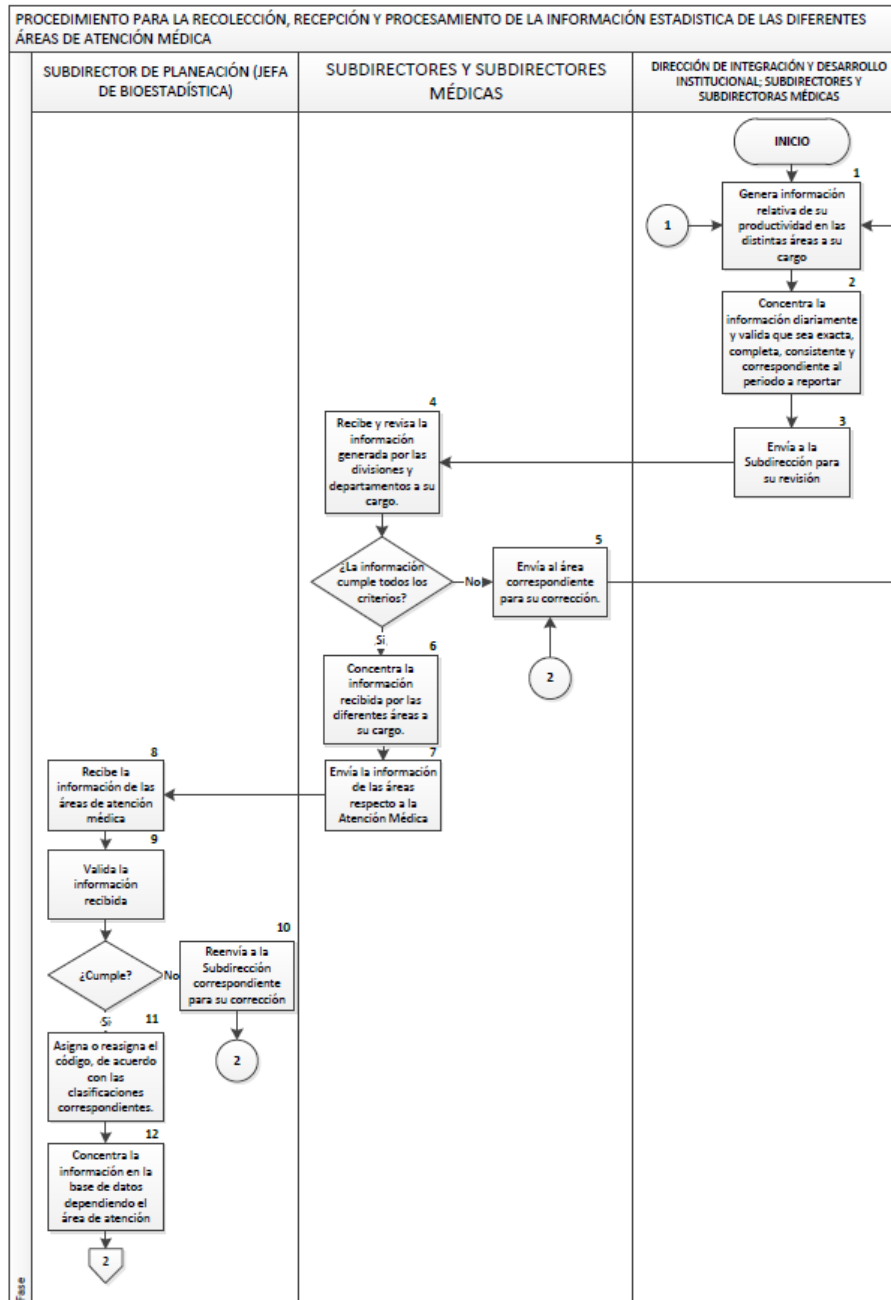 PROCEDIMIENTO PARA LA RECOLECCIÓN, RECEPCIÓN Y PROCESAMIENTO DE LA INFORMACIÓN ESTADISTICA DE LAS DIFERENTES
ÁREAS DE ATENCIÓN MÉDICA
SUBDIRECTOR DE PLANEACIÓN (JEFA
DE BIOESTADÍSTICA)
SUBDIRECTORES Y SUBDIRECTORES
MÉDICAS
DIRECCIÓN DE INTEGRACIÓN Y DESARROLLO
INSTITUCIONAL; SUBDIRECTORES Y
SUBDIRECTORAS MÉDICAS
INICIO
1
Genera información
relativa de su
productividad en las
distintas áreas a su
cargo
1
2
Concentra la
información diariamente
y valida que sea exacta,
completa, consistente y
correspondiente al
periodo a reportar
3
Envía a la
Subdirección para
su revisión
4
Recibe y revisa la
información
generada por las
divisiones y
departamentos a su
cargo.
¿La información
cumple todos los
criterios?
No
5
Envía al área
correspondiente
para su corrección.
2
Si
6
Concentra la
información
recibida por las
diferentes áreas a
su cargo.
7
Envía la información
de las áreas
respecto a la
Atención Médica
8
Recibe la
información de las
áreas de atención
médica
9
Valida la
información
recibida
¿Cumple?
No
10
Reenvía a la
Subdirección
correspondiente
para su corrección
2
Si
11
Asigna o reasigna el
código, de acuerdo
con las
clasificaciones
correspondientes.
12
Concentra la
información en la
base de datos
dependiendo el
área de atención
2
Fase